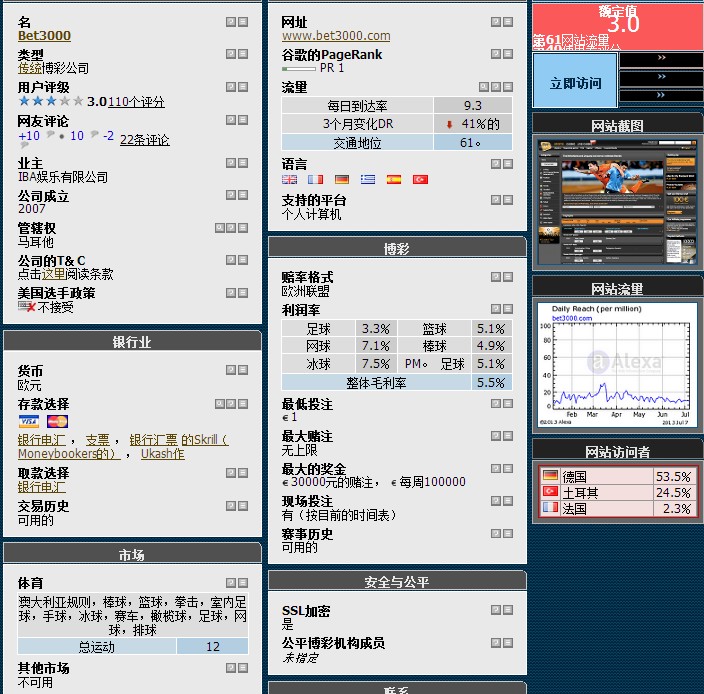 名
Bet3000
类型
传统博彩公司
用户评级
3.0 110个评分
网友评论
+10 • 10 -2 22条评论
业主
IBA娱乐有限公司
公司成立
2007
管辖权
马耳他
公司的T& C
点击这里阅读条款
美国选手政策
不接受
银行业
货币
欧元
存款选择
VISA
银行电汇 ， 支票 ， 银行汇票 的Skrill（
Moneybookers的） ， Ukash作
取款选择
银行电汇
交易历史
可用的
市场
体育
澳大利亚规则，棒球，篮球，拳击，室内足
球，手球，冰球，赛车，橄榄球，足球，网
球，排球
总运动 12
其他市场
不可用
网址
www.bet3000.com
谷歌的PageRank
PR 1
流量
每日到达率 9.3
3个月变化DR 41%的
交通地位 61。
语言
支持的平台
个人计算机
博彩
赔率格式
欧洲联盟
利润率
足球 3.3% 篮球 5.1%
网球 7.1% 棒球 4.9%
冰球 7.5% PM。 足球 5.1%
整体毛利率 5.5%
最低投注
€ 1
最大赌注
无上限
最大的奖金
€ 30000元的赌注， € 每周100000
现场投注
有（按目前的时间表）
赛事历史
可用的
安全与公平
SSL加密
是
公平博彩机构成员
未指定
联系
额定值
3.0
第61网站流量
立即访问
››
››
››
网站截图
网站流量
Daily Reach (per million)
bet3000.com
100
80
60
40
20
0
Alexa
Feb Mar Apr May Jun Jul
©2013 Alexa 2013 Jul 7
网站访问者
德国 53.5%
土耳其 24.5%
法国 2.3%